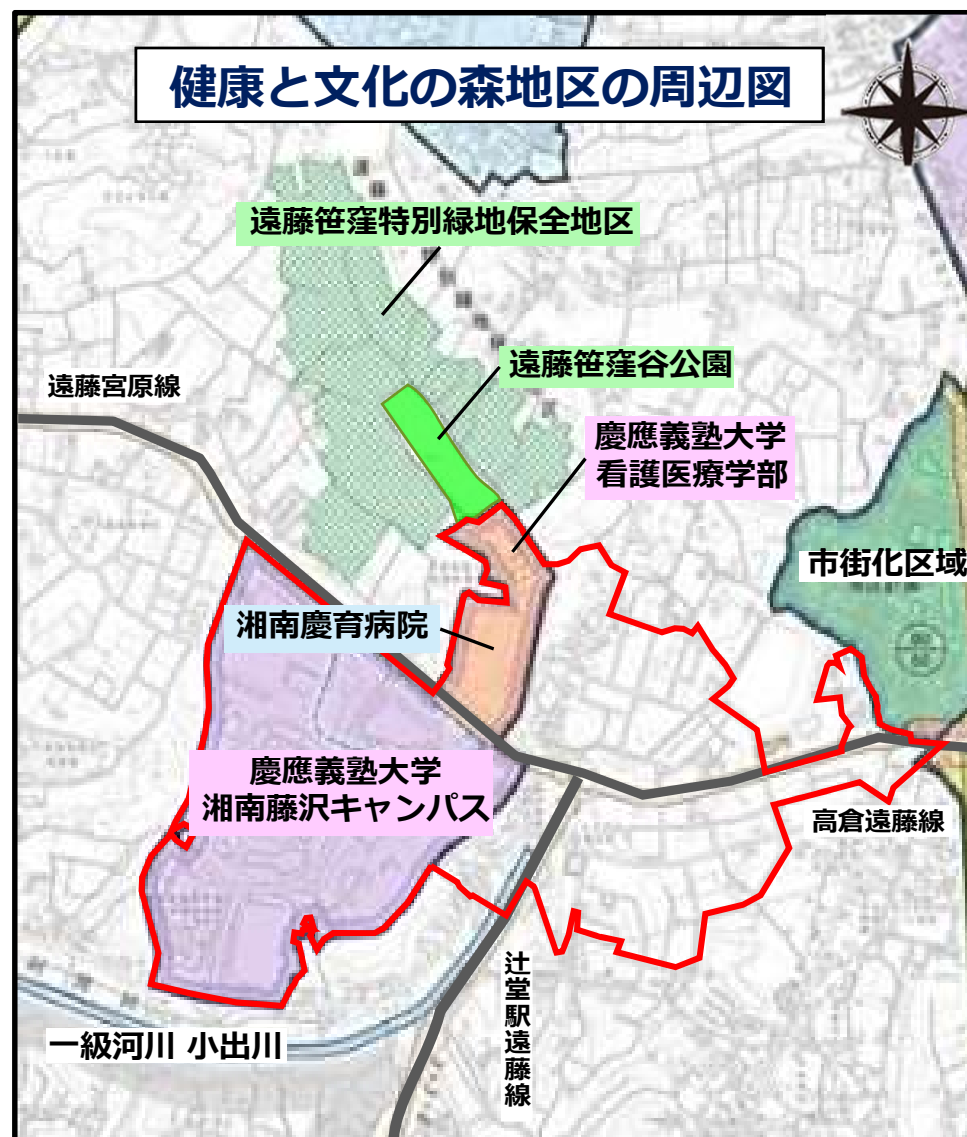 健康と文化の森地区の周辺図
遠藤笹窪特別緑地保全地区
遠藤笹窪谷公園
遠藤宮原線
慶應義塾大学
看護医療学部
市街化区域
湘南慶育病院
慶應義塾大学
湘南藤沢キャンパス
高倉遠藤線
辻堂駅遠藤線
一級河川 小出川